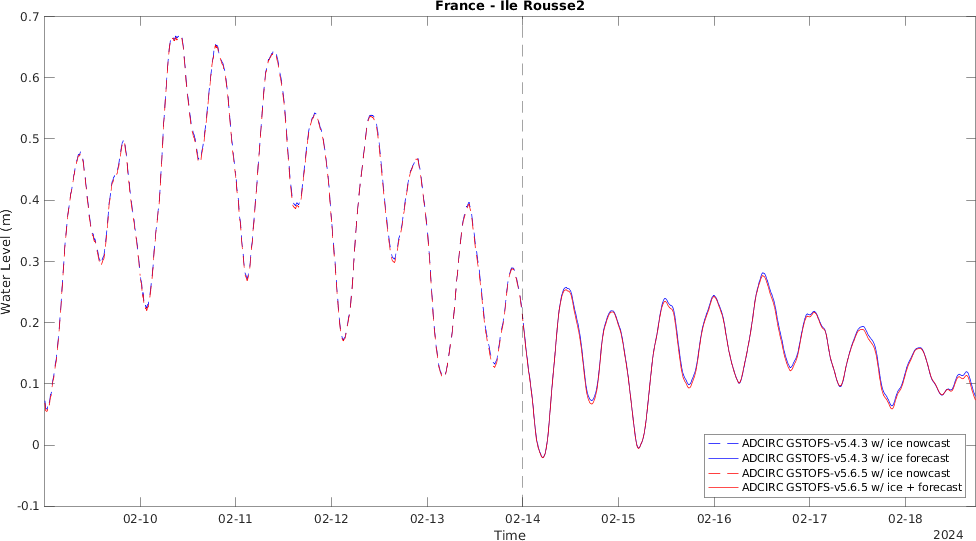 France - Ile Rousse2
0.7
0.6
0.5
0.4
0.3
0.2
0.1
0
-0.1
Water Level (m)
02-10 02-11 02-12 02-13 02-14 02-15 02-16 02-17 02-18
Time
2024
ADCIRC GSTOFS-v5.4.3 w/ ice nowcast
ADCIRC GSTOFS-v5.4.3 w/ ice forecast
ADCIRC GSTOFS-v5.6.5 w/ ice nowcast
ADCIRC GSTOFS-v5.6.5 w/ ice + forecast